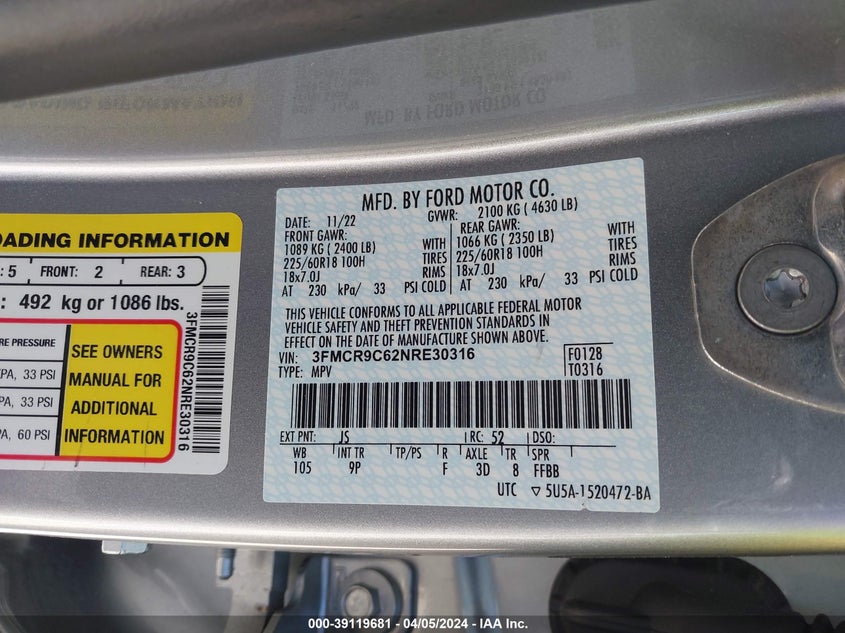 MFD. BY FORD MOTOR CO.
DATE: 11/22 GVWR: 2100 KG ( 4630 LB)
FRONT GAWR: REAR GAWR:
1089 KG ( 2400 LB) WITH 1066 KG ( 2350 LB) WITH
225/60R18 100H TIRES 225/60R18 100H TIRES
18x7.0J RIMS 18x7.0J RIMS
AT 230 kPa/ 33 PSI COLD AT 230 kPa/ 33 PSI COLD
THIS VEHICLE CONFORMS TO ALL APPLICABLE FEDERAL MOTOR
VEHICLE SAFETY AND THEFT PREVENTION STANDARDS IN
EFFECT ON THE DATE OF MANUFACTURE SHOWN ABOVE.
VIN: 3FMCR9C62NRE30316 F0128
TYPE: MPV T0316
EXT PNT: JS RC: 52 DSO:
WB INT TR TP/PS R AXLE TR SPR
105 9P F 3D 8 FFBB
UTC ▽ 5U5A-1520472-BA
OADING INFORMATION
: 5 FRONT: 2 REAR: 3
: 492 kg or 1086 lbs.
E PRESSURE
PA, 33 PSI
PA, 33 PSI
PA, 60 PSI
SEE OWNERS
MANUAL FOR
ADDITIONAL
INFORMATION
3FMCR9C62NRE30316
000-39119681 - 04/05/2024 - IAA Inc.